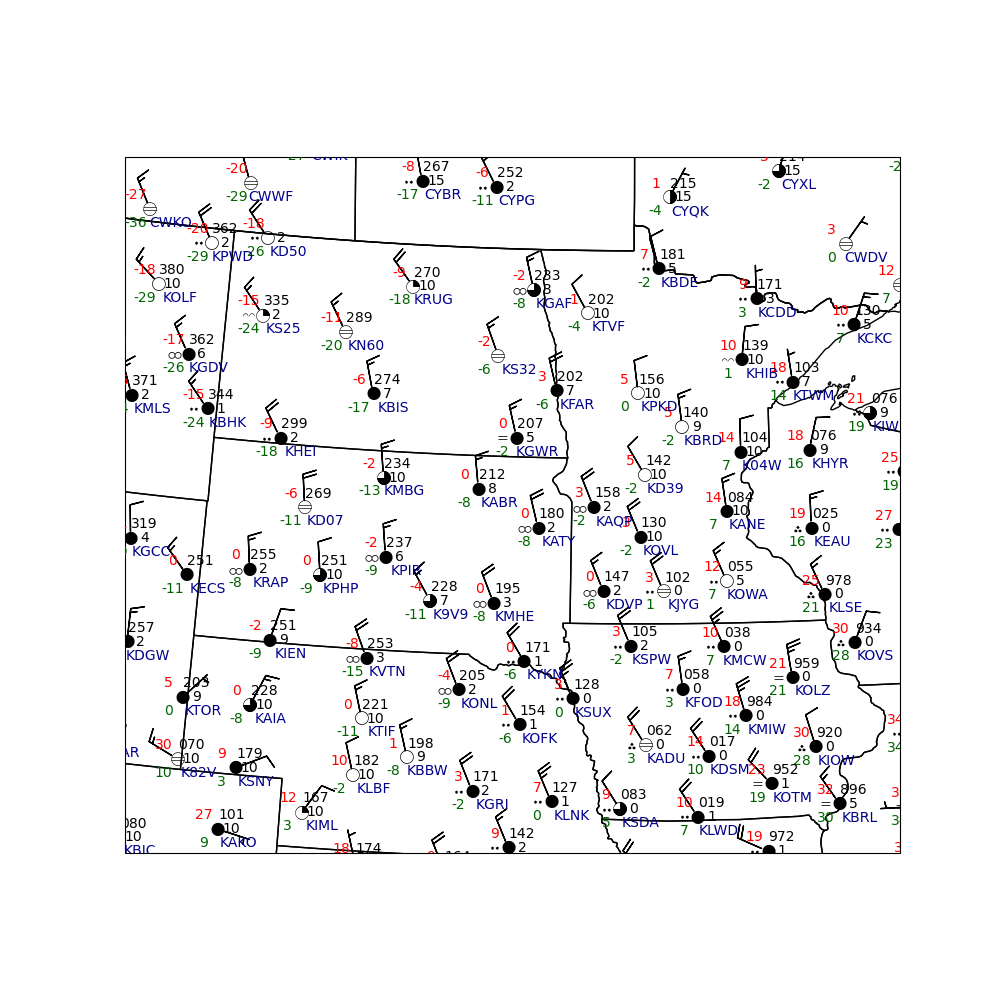 -8 267
15
-17 CYBR
-6 252
2
-11 CYPG
-20
-29 CWWF
-27
-36 CWKO
1 215
15
-4 CYQK
15
-2 CYXL
3
0 CWDV
-20 362
2
-29 KPWD
-18
2
-26 KD50
7 181
5
-2 KBDE
-18 380
10
-29 KOLF
-9 270
10
-18 KRUG
-2 283
8
-8 KGAF
9 171
3
3 KCDD
12
7
-15 335
2
-24 KS25
-11 289
-20 KN60
1 202
-4 KTVF
10 130
5
7 KCKC
-17 362
6
-26 KGDV
-2
-6 KS32
10 139
10
1 KHIB
18 103
7
14 KTWM
371
2
KMLS
-15 344
1
-24 KBHK
-6 274
7
-17 KBIS
3 202
7
-6 KFAR
5 156
10
0 KPKD
21 076
9
19 KIW
-9 299
2
-18 KHEI
0 207
5
-2 KGWR
5 140
9
-2 KBRD
14 104
10
7 K04W
18 076
9
16 KHYR
-2 234
10
-13 KMBG
0 212
8
-8 KABR
5 142
10
-2 KD39
25
19
-6 269
-11 KD07
3 158
2
-2 KAQP
14 084
10
7 KANE
319
4
KGCC
0 180
2
-8 KATY
130
10
-2 KOVL
19 025
0
16 KEAU
27
23
0 251
-11 KECS
0 255
2
-8 KRAP
0 251
10
-9 KPHP
-2 237
6
-9 KPIR
-4 228
7
-11 K9V9
0 195
3
-8 KMHE
0 147
2
-6 KDVP
3 102
0
1 KJYG
12 055
5
7 KOWA
25 978
0
21 KLSE
257
2
KDGW
-2 251
9
-9 KIEN
-8 253
3
-15 KVTN
0 171
1
-6 KYKN
3 105
2
-2 KSPW
10 038
0
7 KMCW
30 934
0
28 KOVS
5 203
9
0 KTOR
0 228
10
-8 KAIA
0 221
10
-11 KTIF
-4 205
2
-9 KONL
3 128
0
0 KSUX
7 058
0
3 KFOD
21 959
0
21 KOLZ
30 070
10
10 K82V
9 179
10
3 KSNY
10 182
10
-2 KLBF
1 198
9
-8 KBBW
1 154
1
-6 KOFK
7 062
0
3 KADU
18 984
0
14 KMIW
14 017
0
10 KDSM
30 920
0
28 KIOW
34
34
27 101
10
9 KAKO
12 167
10
3 KIML
3 171
2
-2 KGRI
7 127
1
0 KLNK
9 083
0
5 KSDA
10 019
1
7 KLWD
23 952
1
19 KOTM
32 896
5
30 KBRL
080
10
KBJC
18 174
9 142
2
19 972
1